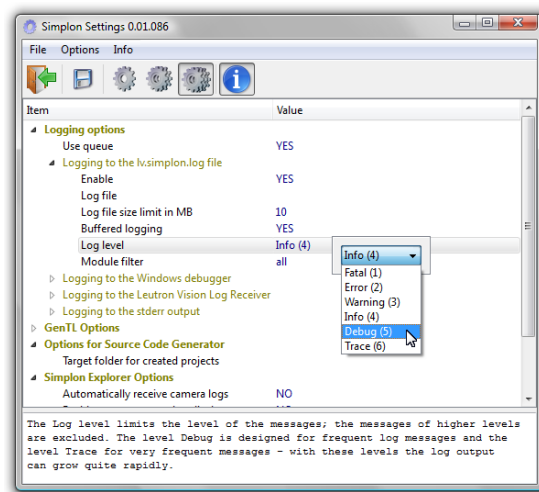 Simplon Settings 0.01.086
File Options Info
Item Value
Logging options
Use queue YES
Logging to the lv.simplon.log file
Enable YES
Log file
Log file size limit in MB 10
Buffered logging YES
Log level Info (4)
Module filter all
Logging to the Windows debugger
Logging to the Leutron Vision Log Receiver
Logging to the stderr output
GenTL Options
Options for Source Code Generator
Target folder for created projects
Simplon Explorer Options
Automatically receive camera logs NO
Info (4)
Fatal (1)
Error (2)
Warning (3)
Info (4)
Debug (5)
Trace (6)
The Log level limits the level of the messages; the messages of higher levels
are excluded. The level Debug is designed for frequent log messages and the
level Trace for very frequent messages - with these levels the log output
can grow quite rapidly.